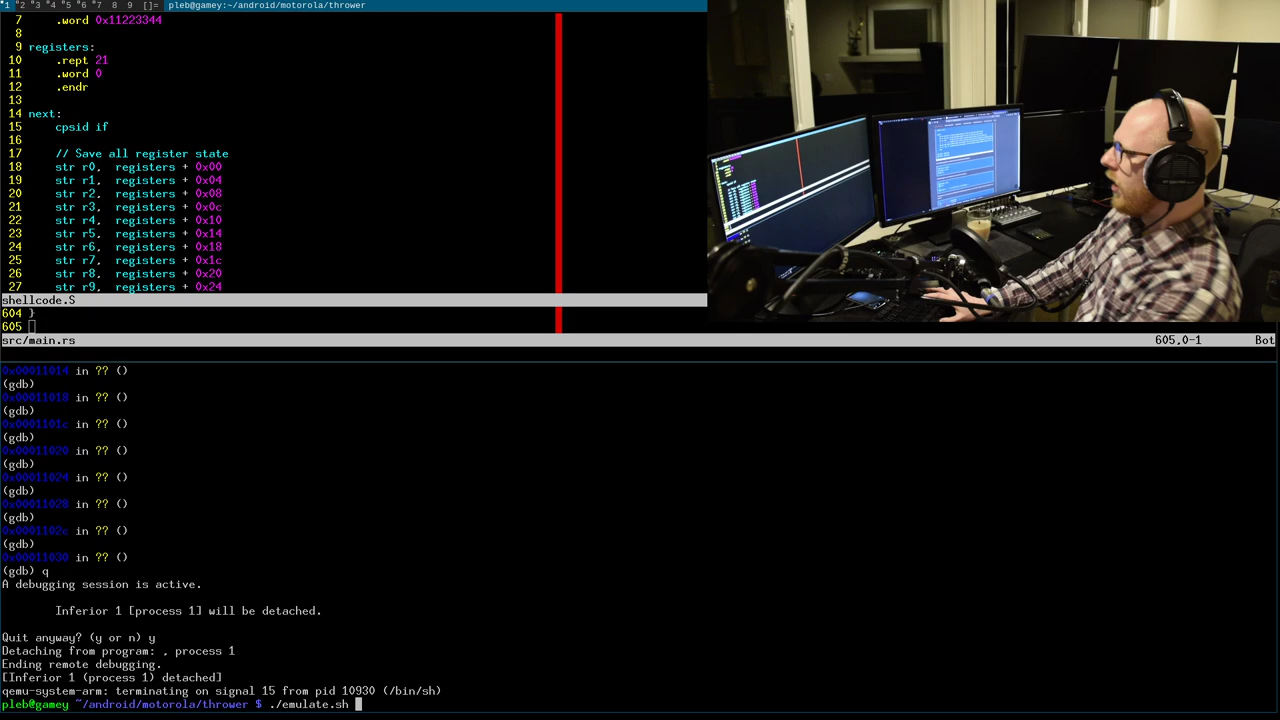 1 2 3 4 5 6 7 8 9 []= pleb@gamey:~/android/motorola/thrower
7 .word 0x11223344
8
9 registers:
10 .rept 21
11 .word 0
12 .endr
13
14 next:
15 cpsid if
16
17 // Save all register state
18 str r0, registers + 0x00
19 str r1, registers + 0x04
20 str r2, registers + 0x08
21 str r3, registers + 0x0c
22 str r4, registers + 0x10
23 str r5, registers + 0x14
24 str r6, registers + 0x18
25 str r7, registers + 0x1c
26 str r8, registers + 0x20
27 str r9, registers + 0x24
shellcode.S
604 }
605
src/main.rs 605,0-1 Bot
0x00011014 in ?? ()
(gdb)
0x00011018 in ?? ()
(gdb)
0x0001101c in ?? ()
(gdb)
0x00011020 in ?? ()
(gdb)
0x00011024 in ?? ()
(gdb)
0x00011028 in ?? ()
(gdb)
0x0001102c in ?? ()
(gdb)
0x00011030 in ?? ()
(gdb) q
A debugging session is active.
Inferior 1 [process 1] will be detached.
Quit anyway? (y or n) y
Detaching from program: , process 1
Ending remote debugging.
[Inferior 1 (process 1) detached]
qemu-system-arm: terminating on signal 15 from pid 10930 (/bin/sh)
pleb@gamey ~/android/motorola/thrower $ ./emulate.sh